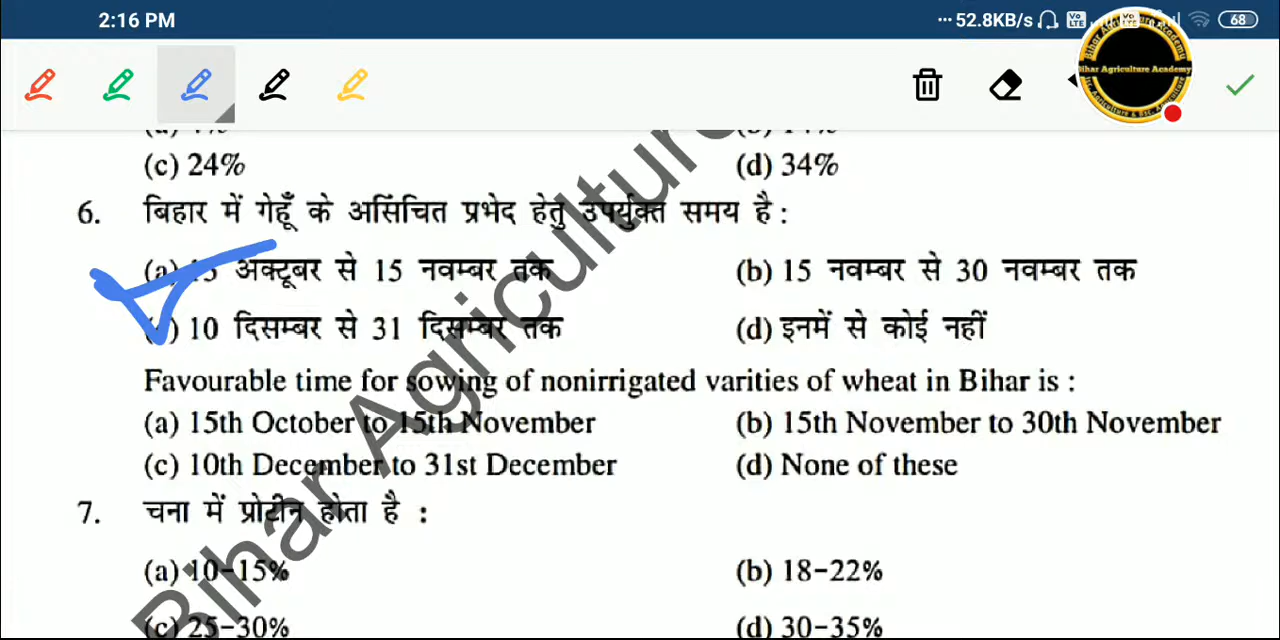 2:16 PM 52.8KB/s 68
Bihar Agriculture Academy
(c) 24% (d) 34%
6. बिहार में गेहूँ के असिंचित प्रभेद हेतु उपर्युक्त समय है :
(a) 15 अक्टूबर से 15 नवम्बर तक (b) 15 नवम्बर से 30 नवम्बर तक
(c) 10 दिसम्बर से 31 दिसम्बर तक (d) इनमें से कोई नहीं
Favourable time for sowing of nonirrigated varities of wheat in Bihar is :
(a) 15th October to 15th November (b) 15th November to 30th November
(c) 10th December to 31st December (d) None of these
7. चना में प्रोटीन होता है :
(a) 10-15% (b) 18-22%
(c) 25-30% (d) 30-35%
Bihar Agriculture